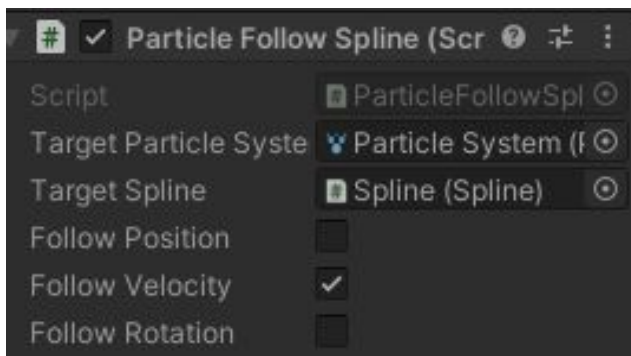 Particle Follow Spline (Scr
Script ParticleFollowSpl
Target Particle Syste Particle System (
Target Spline Spline (Spline)
Follow Position
Follow Velocity
Follow Rotation